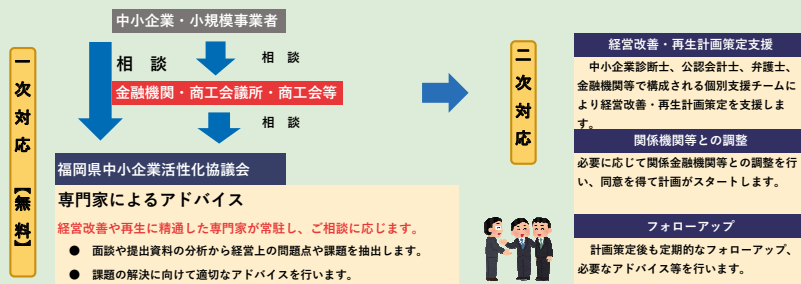 一次対応 【無料】
中小企業・小規模事業者
相 談
相 談
金融機関・商工会議所・商工会等
相 談
福岡県中小企業活性化協議会
専門家によるアドバイス
経営改善や再生に精通した専門家が常駐し、ご相談に応じます。
● 面談や提出資料の分析から経営上の問題点や課題を抽出します。
● 課題の解決に向けて適切なアドバイスを行います。
二次対応
経営改善・再生計画策定支援
中小企業診断士、公認会計士、弁護士、
金融機関等で構成される個別支援チームに
より経営改善・再生計画策定を支援しま
す。
関係機関等との調整
必要に応じて関係金融機関等との調整を行
い、同意を得て計画がスタートします。
フォローアップ
計画策定後も定期的なフォローアップ、
必要なアドバイス等を行います。